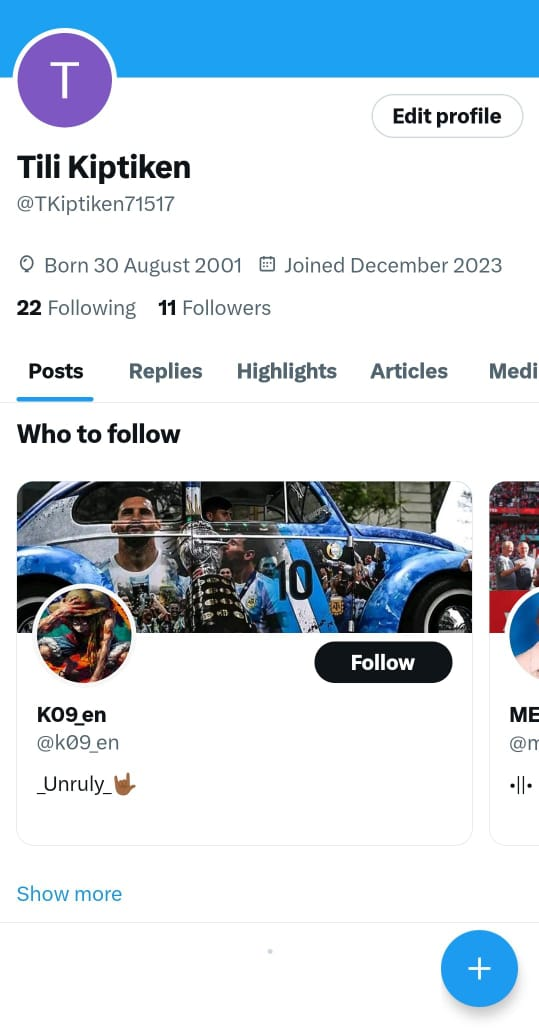 T
Edit profile
Tili Kiptiken
@TKiptiken71517
Born 30 August 2001 Joined December 2023
22 Following 11 Followers
Posts Replies Highlights Articles Medi
Who to follow
10
Follow
K09_en ME
@k09_en @m
_Unruly_🤟🏾 •||•
Show more
+